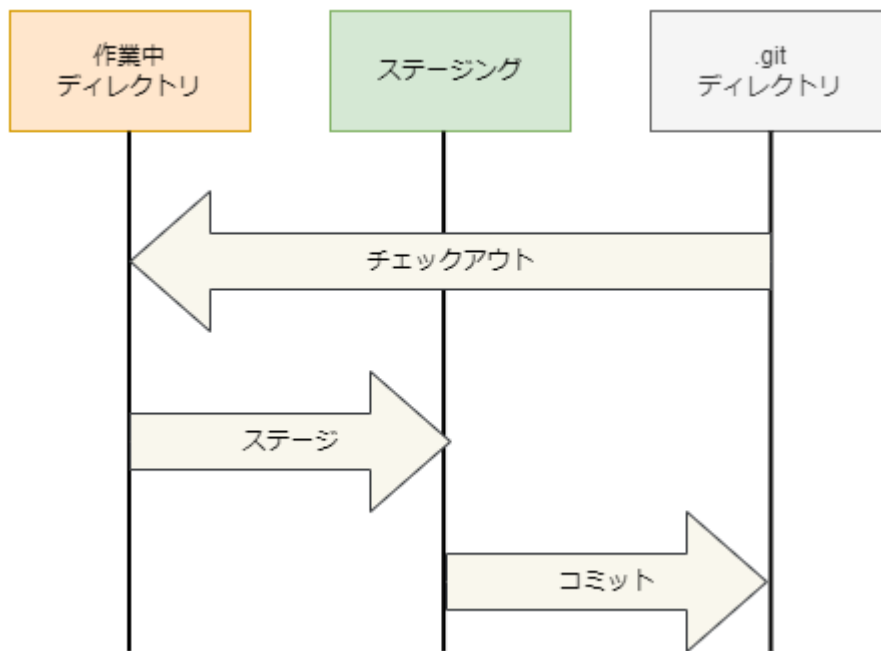 作業中
ディレクトリ
ステージング
.git
ディレクトリ
チェックアウト
ステージ
コミット